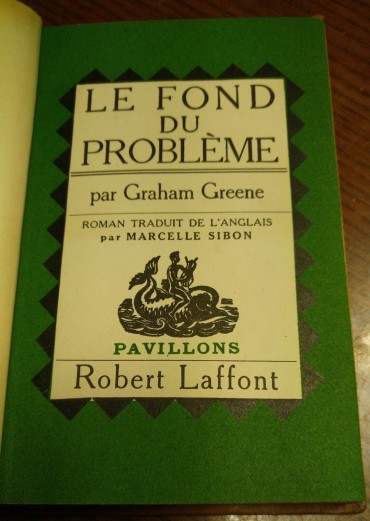 LE FOND
DU
PROBLÈME
par Graham Greene
ROMAN TRADUIT DE L'ANGLAIS
par MARCELLE SIBON
PAVILLONS
Robert Laffont